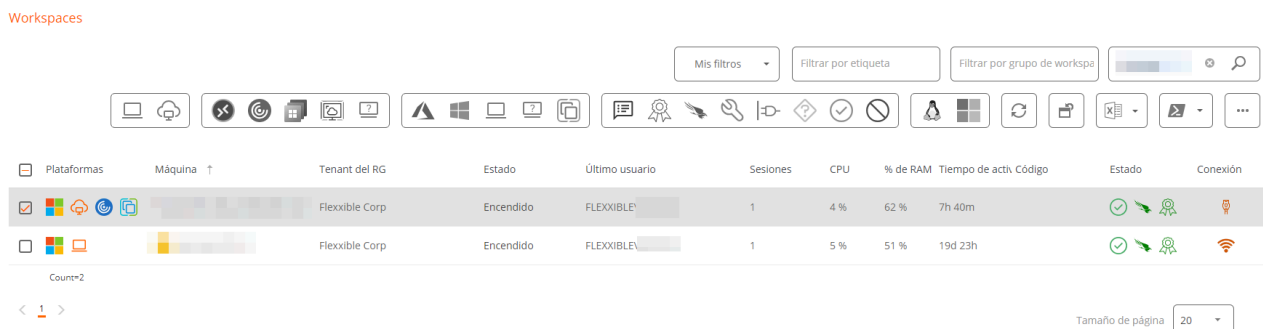 Workspaces
Mis filtros Filtrar por etiqueta Filtrar por grupo de workspa
Plataformas Máquina ↑ Tenant del RG Estado Último usuario Sesiones CPU % de RAM Tiempo de activ Código Estado Conexión
Flexxible Corp Encendido FLEXXIBLE\ 1 4 % 62 % 7h 40m
Flexxible Corp Encendido FLEXXIBLE\ 1 5 % 51 % 19d 23h
Count=2
< 1 >
Tamaño de página 20